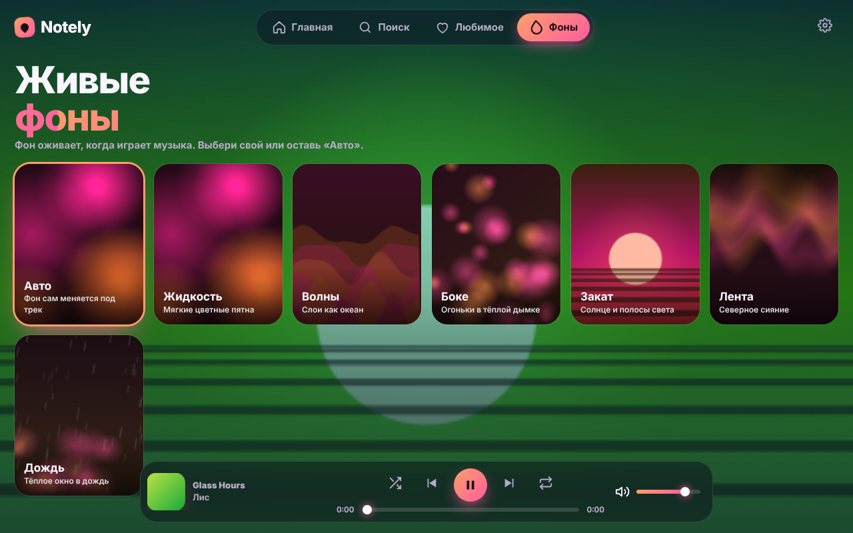 Notely
Главная
Поиск
Любимое
Фоны
Живые
фоны
Фон оживает, когда играет музыка. Выбери свой или оставь «Авто».
Авто
Фон сам меняется под
трек
Жидкость
Мягкие цветные пятна
Волны
Слои как океан
Боке
Огоньки в тёплой дымке
Закат
Солнце и полосы света
Лента
Северное сияние
Дождь
Тёплое окно в дождь
Glass Hours
Лис
0:00
0:00